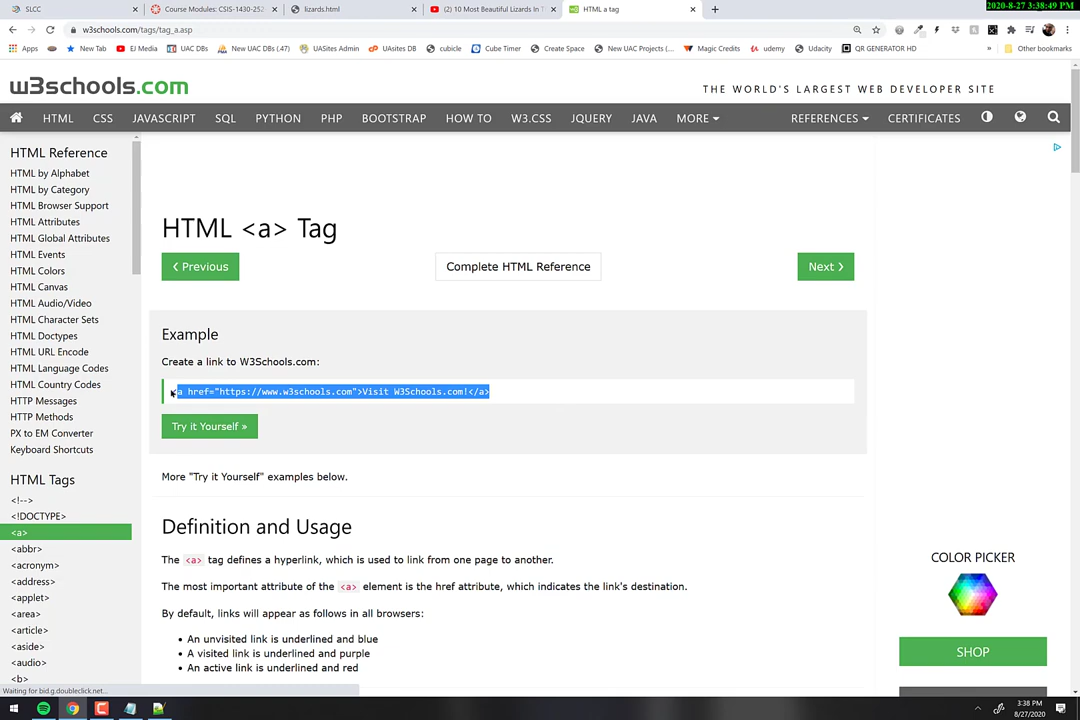 SLCC
Course Modules: CSIS-1430-252
lizards.html
(2) 10 Most Beautiful Lizards In T
HTML a tag
2020-8-27 3:38:49 PM
w3schools.com/tags/tag_a.asp
Apps
New Tab
EJ Media
UAC DBs
New UAC DBs (.47)
UASites Admin
UAsites DB
cubicle
Cube Timer
Create Space
New UAC Projects (...
Magic Credits
udemy
Udacity
QR GENERATOR HD
»
Other bookmarks
w3schools.com
THE WORLD'S LARGEST WEB DEVELOPER SITE
HTML
CSS
JAVASCRIPT
SQL
PYTHON
PHP
BOOTSTRAP
HOW TO
W3.CSS
JQUERY
JAVA
MORE
REFERENCES
CERTIFICATES
HTML Reference
HTML by Alphabet
HTML by Category
HTML Browser Support
HTML Attributes
HTML Global Attributes
HTML Events
HTML Colors
HTML Canvas
HTML Audio/Video
HTML Character Sets
HTML Doctypes
HTML URL Encode
HTML Language Codes
HTML Country Codes
HTTP Messages
HTTP Methods
PX to EM Converter
Keyboard Shortcuts
HTML Tags
<!-->
<!DOCTYPE>
<a>
<abbr>
<acronym>
<address>
<applet>
<area>
<article>
<aside>
<audio>
<b>
HTML <a> Tag
❮ Previous
Complete HTML Reference
Next ❯
Example
Create a link to W3Schools.com:
<a href="https://www.w3schools.com">Visit W3Schools.com!</a>
Try it Yourself »
More "Try it Yourself" examples below.
Definition and Usage
The <a> tag defines a hyperlink, which is used to link from one page to another.
The most important attribute of the <a> element is the href attribute, which indicates the link's destination.
By default, links will appear as follows in all browsers:
• An unvisited link is underlined and blue
• A visited link is underlined and purple
• An active link is underlined and red
COLOR PICKER
SHOP
Waiting for bid.g.doubleclick.net...
3:38 PM
8/27/2020